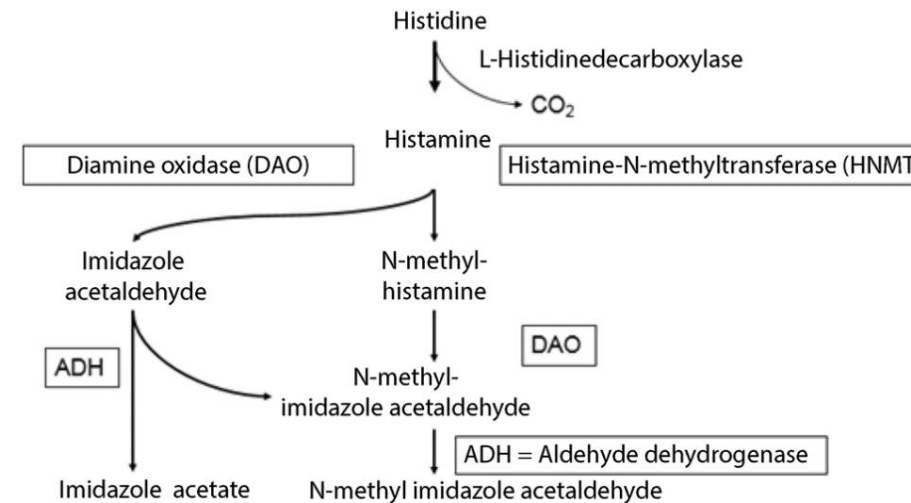 Histidine
L-Histidinedecarboxylase
CO₂
Histamine
Diamine oxidase (DAO)
Histamine-N-methyltransferase (HNMT
Imidazole
acetaldehyde
N-methyl-
histamine
ADH
DAO
N-methyl-
imidazole acetaldehyde
ADH = Aldehyde dehydrogenase
Imidazole acetate
N-methyl imidazole acetaldehyde